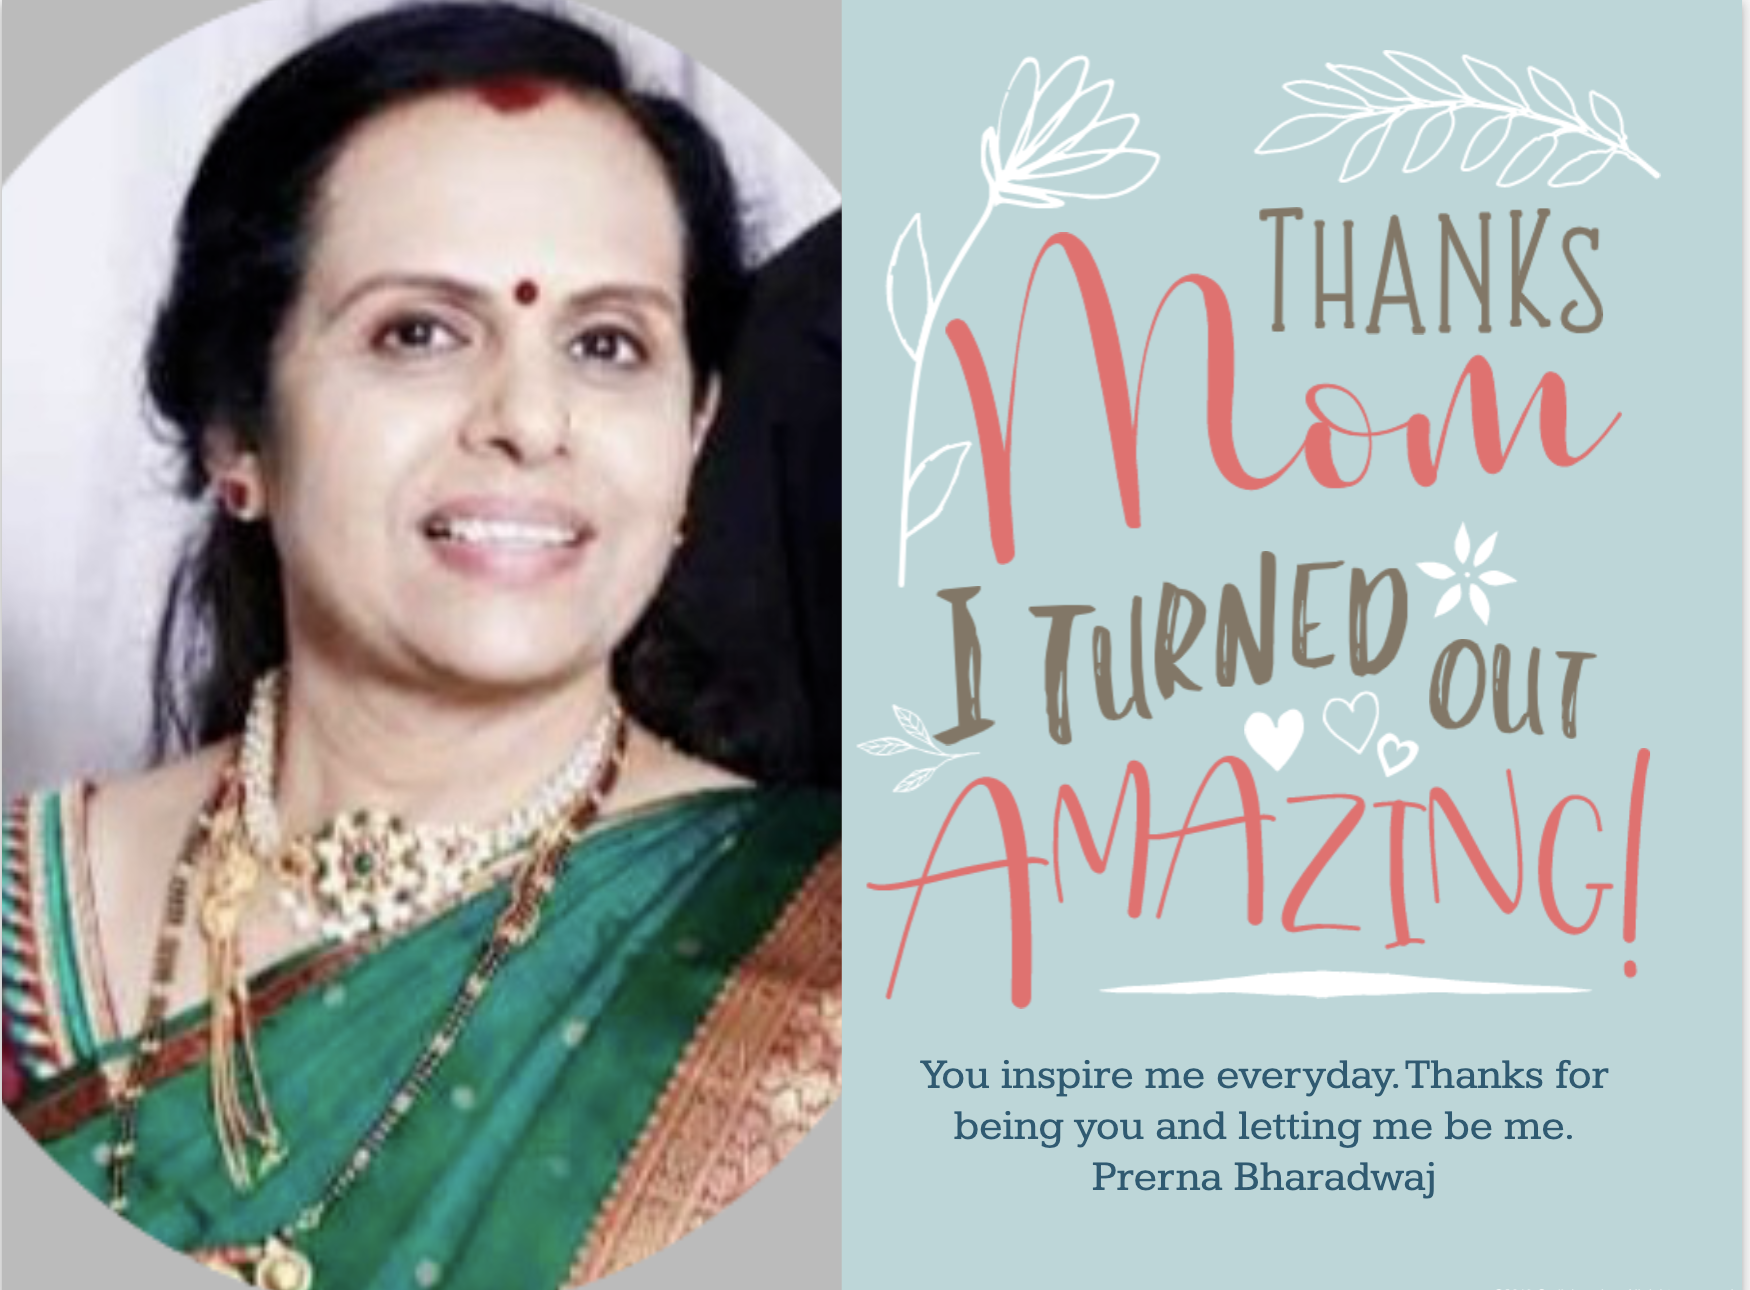 THANKS
Mom
I TURNED OUT
AMAZING!
You inspire me everyday. Thanks for
being you and letting me be me.
Prerna Bharadwaj